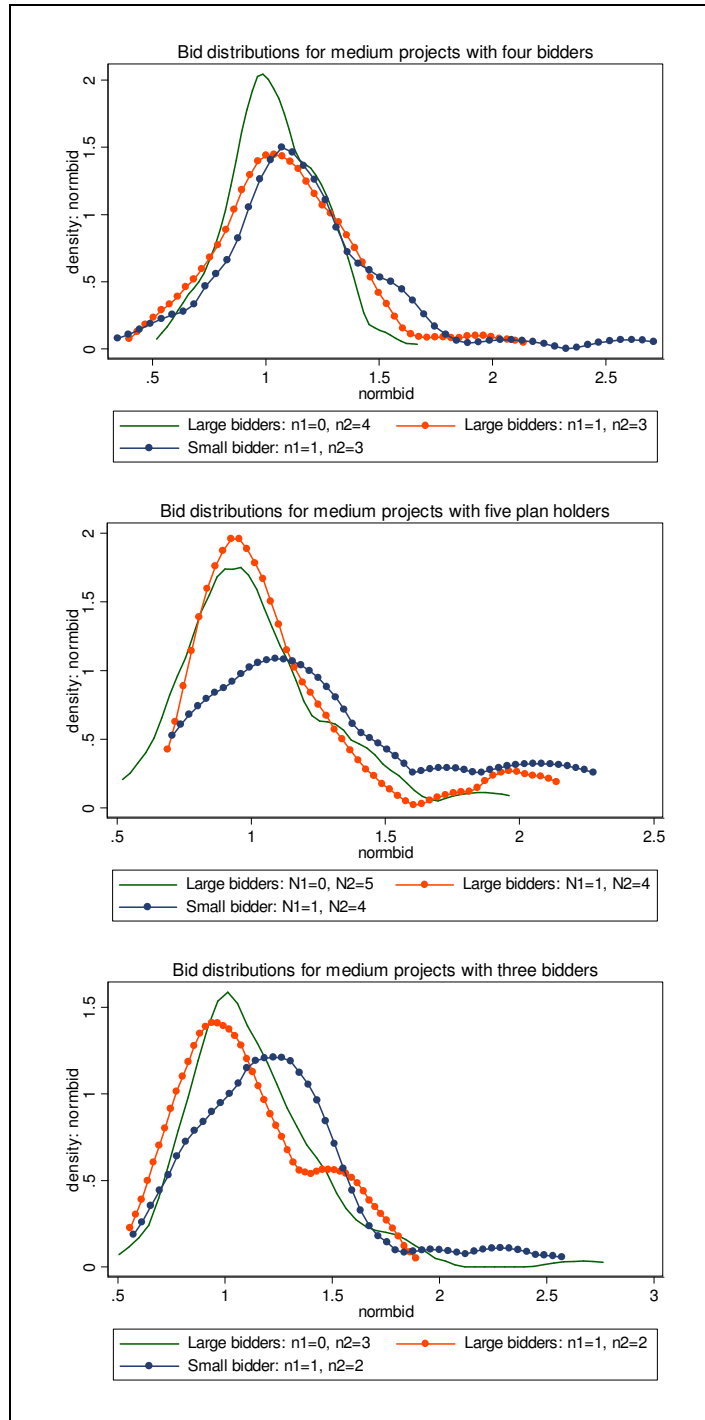 Bid distributions for medium projects with four bidders
density: normbid
0
.5
1
1.5
2
.5
1
1.5
2
2.5
normbid
Large bidders: n1=0, n2=4
Large bidders: n1=1, n2=3
Small bidder: n1=1, n2=3
Bid distributions for medium projects with five plan holders
density: normbid
0
.5
1
1.5
2
.5
1
1.5
2
2.5
normbid
Large bidders: N1=0, N2=5
Large bidders: N1=1, N2=4
Small bidder: N1=1, N2=4
Bid distributions for medium projects with three bidders
density: normbid
0
.5
1
1.5
.5
1
1.5
2
2.5
3
normbid
Large bidders: n1=0, n2=3
Large bidders: n1=1, n2=2
Small bidder: n1=1, n2=2